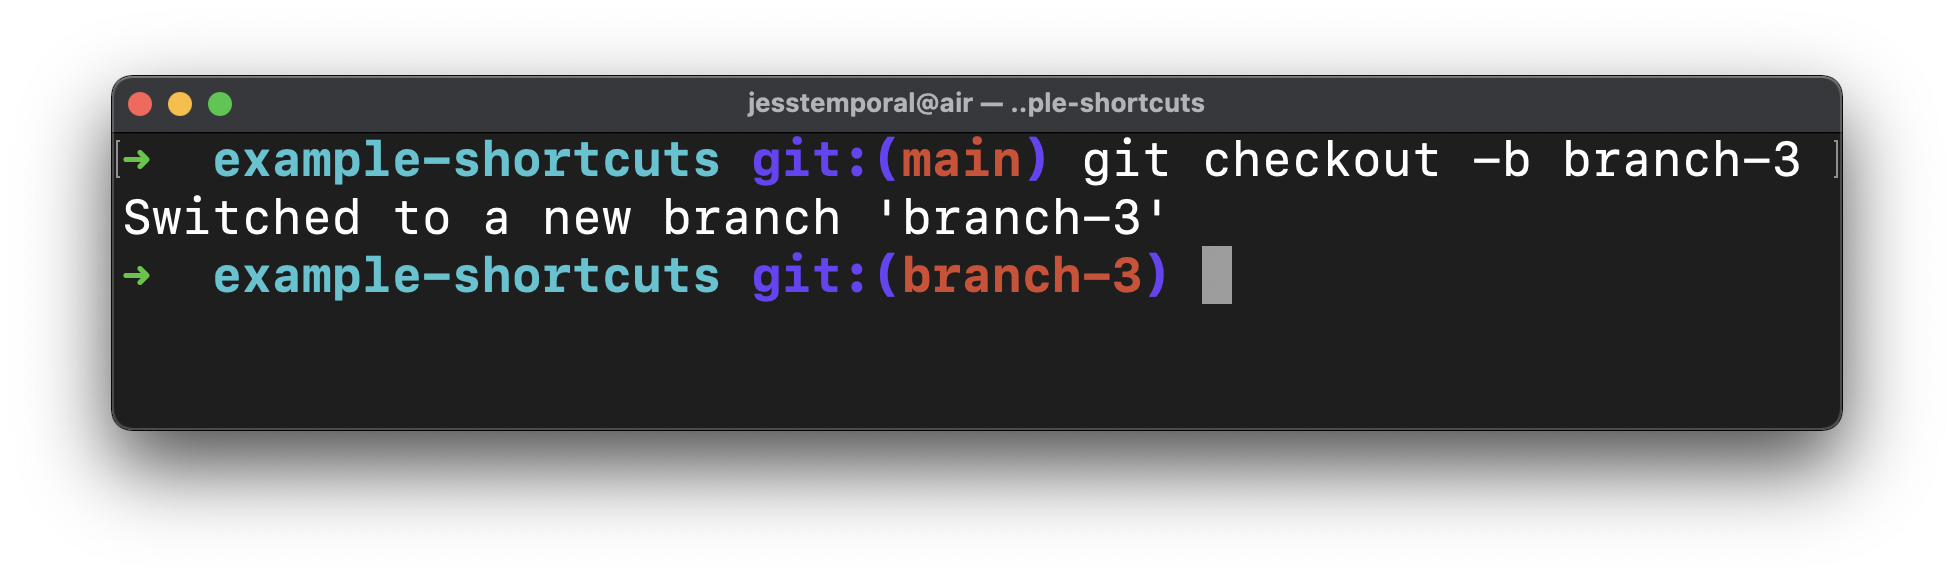 jesstemporal@air — ..ple-shortcuts
➜ example-shortcuts git:(main) git checkout -b branch-3
Switched to a new branch 'branch-3'
➜ example-shortcuts git:(branch-3)